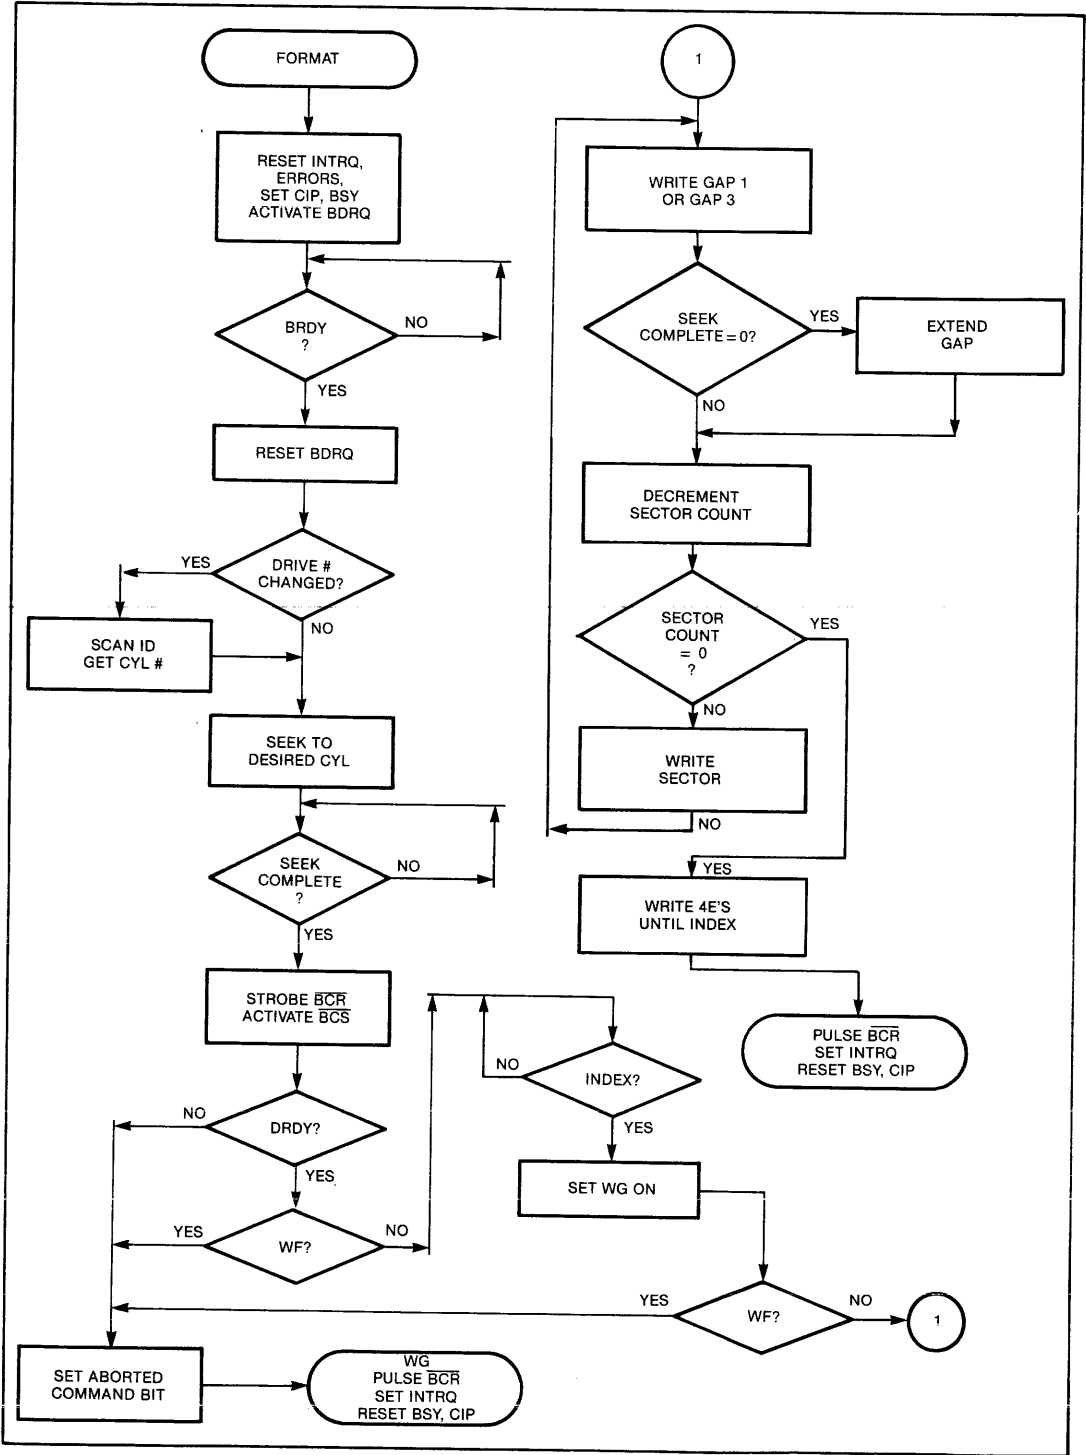 FORMAT
RESET INTRQ,
ERRORS,
SET CIP, BSY
ACTIVATE BDRQ
BRDY
?
NO
YES
RESET BDRQ
DRIVE #
CHANGED?
YES
NO
SCAN ID
GET CYL #
SEEK TO
DESIRED CYL
SEEK
COMPLETE
?
NO
YES
STROBE BCR
ACTIVATE BCS
DRDY?
NO
YES
WF?
YES
NO
INDEX?
NO
YES
SET WG ON
WF?
YES
NO
1
SET ABORTED
COMMAND BIT
WG
PULSE BCR
SET INTRQ
RESET BSY, CIP
1
WRITE GAP 1
OR GAP 3
SEEK
COMPLETE = 0?
YES
NO
EXTEND
GAP
DECREMENT
SECTOR COUNT
SECTOR
COUNT
= 0
?
YES
NO
WRITE
SECTOR
NO
YES
WRITE 4E'S
UNTIL INDEX
PULSE BCR
SET INTRQ
RESET BSY, CIP